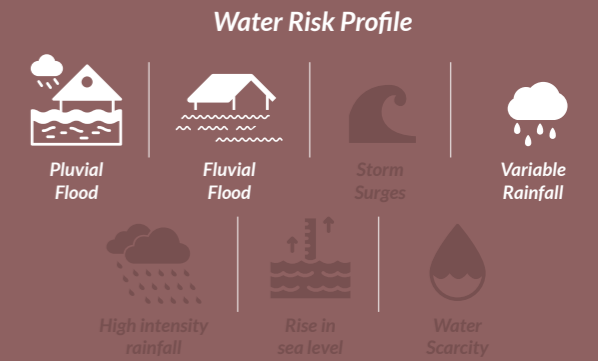 Water Risk Profile
Pluvial
Flood
Fluvial
Flood
Storm
Surges
Variable
Rainfall
High intensity
rainfall
Rise in
sea level
Water
Scarcity